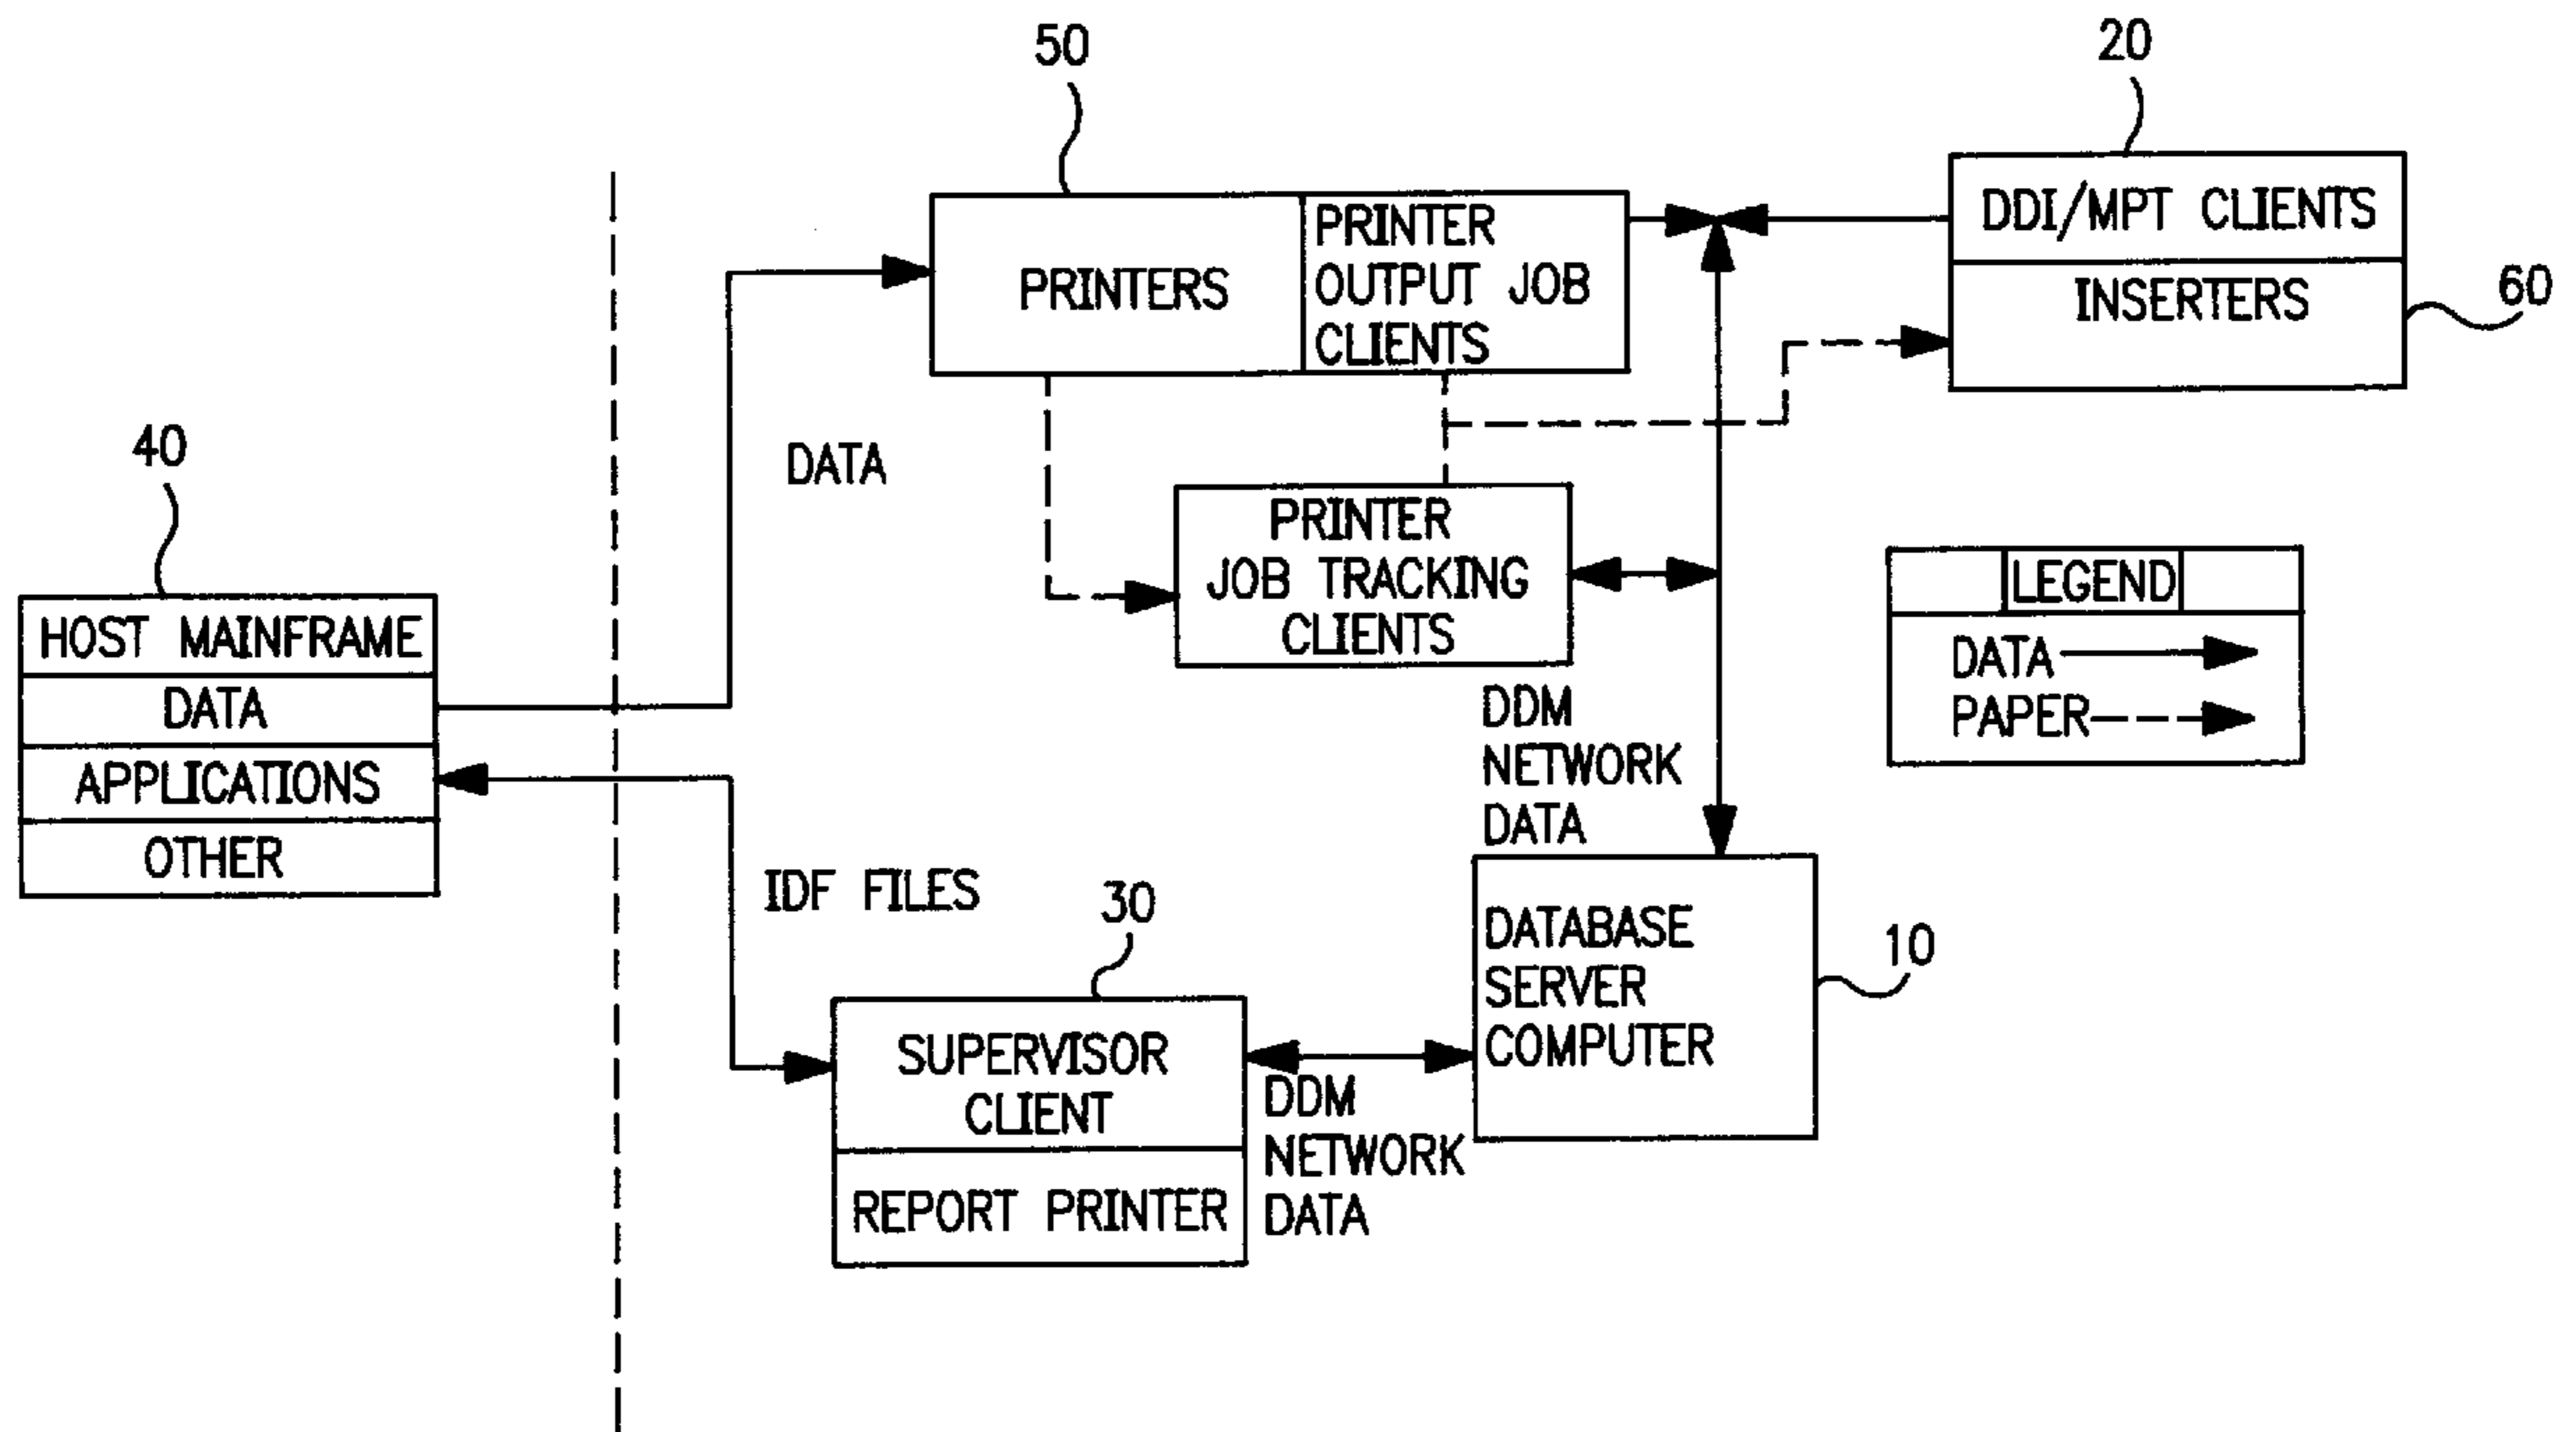 50
20
PRINTERS
PRINTER
OUTPUT JOB
CLIENTS
DDI/MPT CLIENTS
INSERTERS
60
DATA
40
HOST MAINFRAME
DATA
APPLICATIONS
OTHER
PRINTER
JOB TRACKING
CLIENTS
LEGEND
DATA
PAPER
DDM
NETWORK
DATA
IDF FILES
30
SUPERVISOR
CLIENT
REPORT PRINTER
DDM
NETWORK
DATA
DATABASE
SERVER
COMPUTER
10